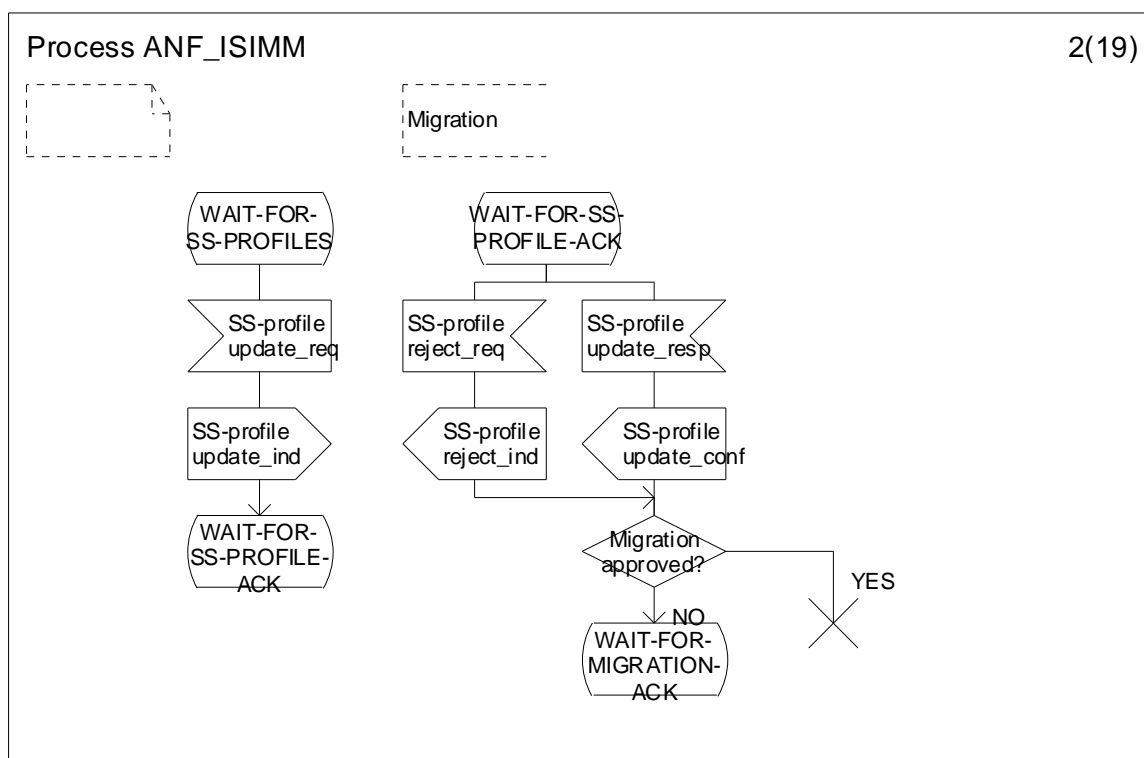 Process ANF_ISIMM
2(19)
Migration
WAIT-FOR-
SS-PROFILES
WAIT-FOR-SS-
PROFILE-ACK
SS-profile
update_req
SS-profile
reject_req
SS-profile
update_resp
SS-profile
update_ind
SS-profile
reject_ind
SS-profile
update_conf
WAIT-FOR-
SS-PROFILE-
ACK
Migration
approved?
YES
NO
WAIT-FOR-
MIGRATION-
ACK